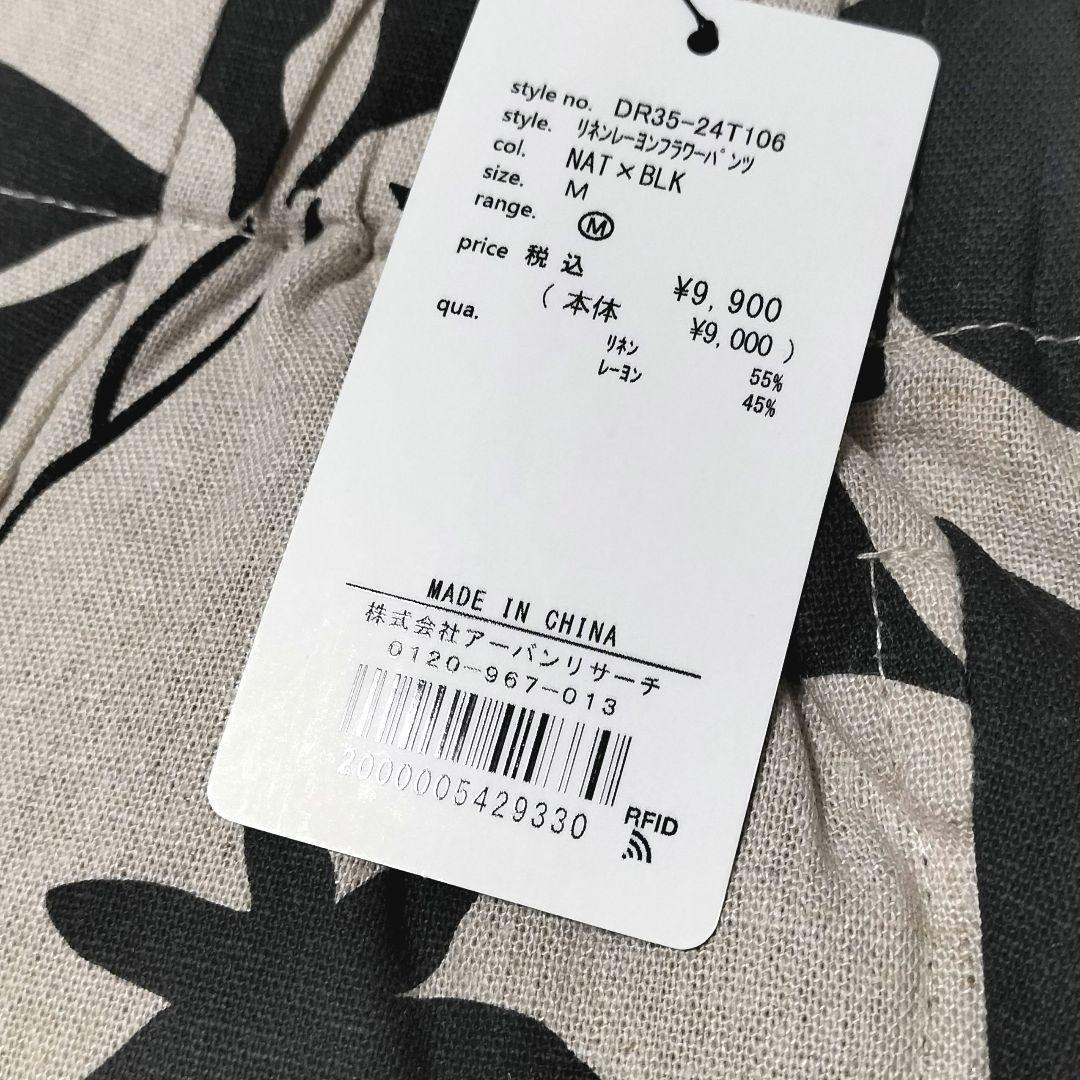 style no. DR35-24T106
style. ﾘﾈﾝﾚｰﾖﾝﾌﾗﾜｰﾊﾟﾝﾂ
col. NAT×BLK
size. M
range. Ⓜ
price 税 込 ¥9, 900
( 本体 ¥9, 000 )
qua. ﾘﾈﾝ 55%
ﾚｰﾖﾝ 45%
MADE IN CHINA
株式会社アーバンリサーチ
0120-967-013
2000005429330
RFID